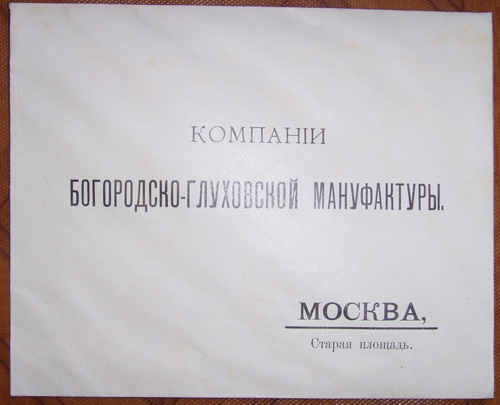 КОМПАНІИ
БОГОРОДСКО-ГЛУХОВСКОЙ МАНУФАКТУРЫ.
МОСКВА,
Старая площадь.